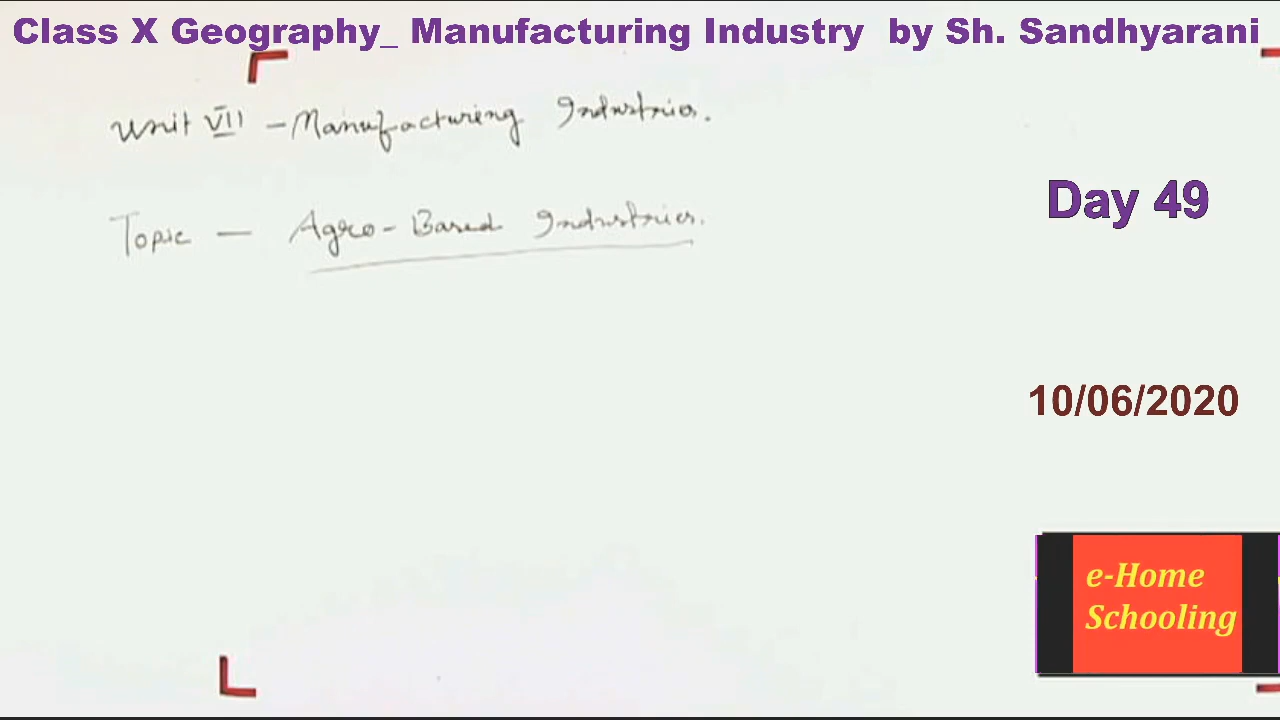 Class X Geography_ Manufacturing Industry by Sh. Sandhyarani
Unit VII - Manufacturing Industries.
Topic - Agro-Based Industries.
Day 49
10/06/2020
e-Home
Schooling